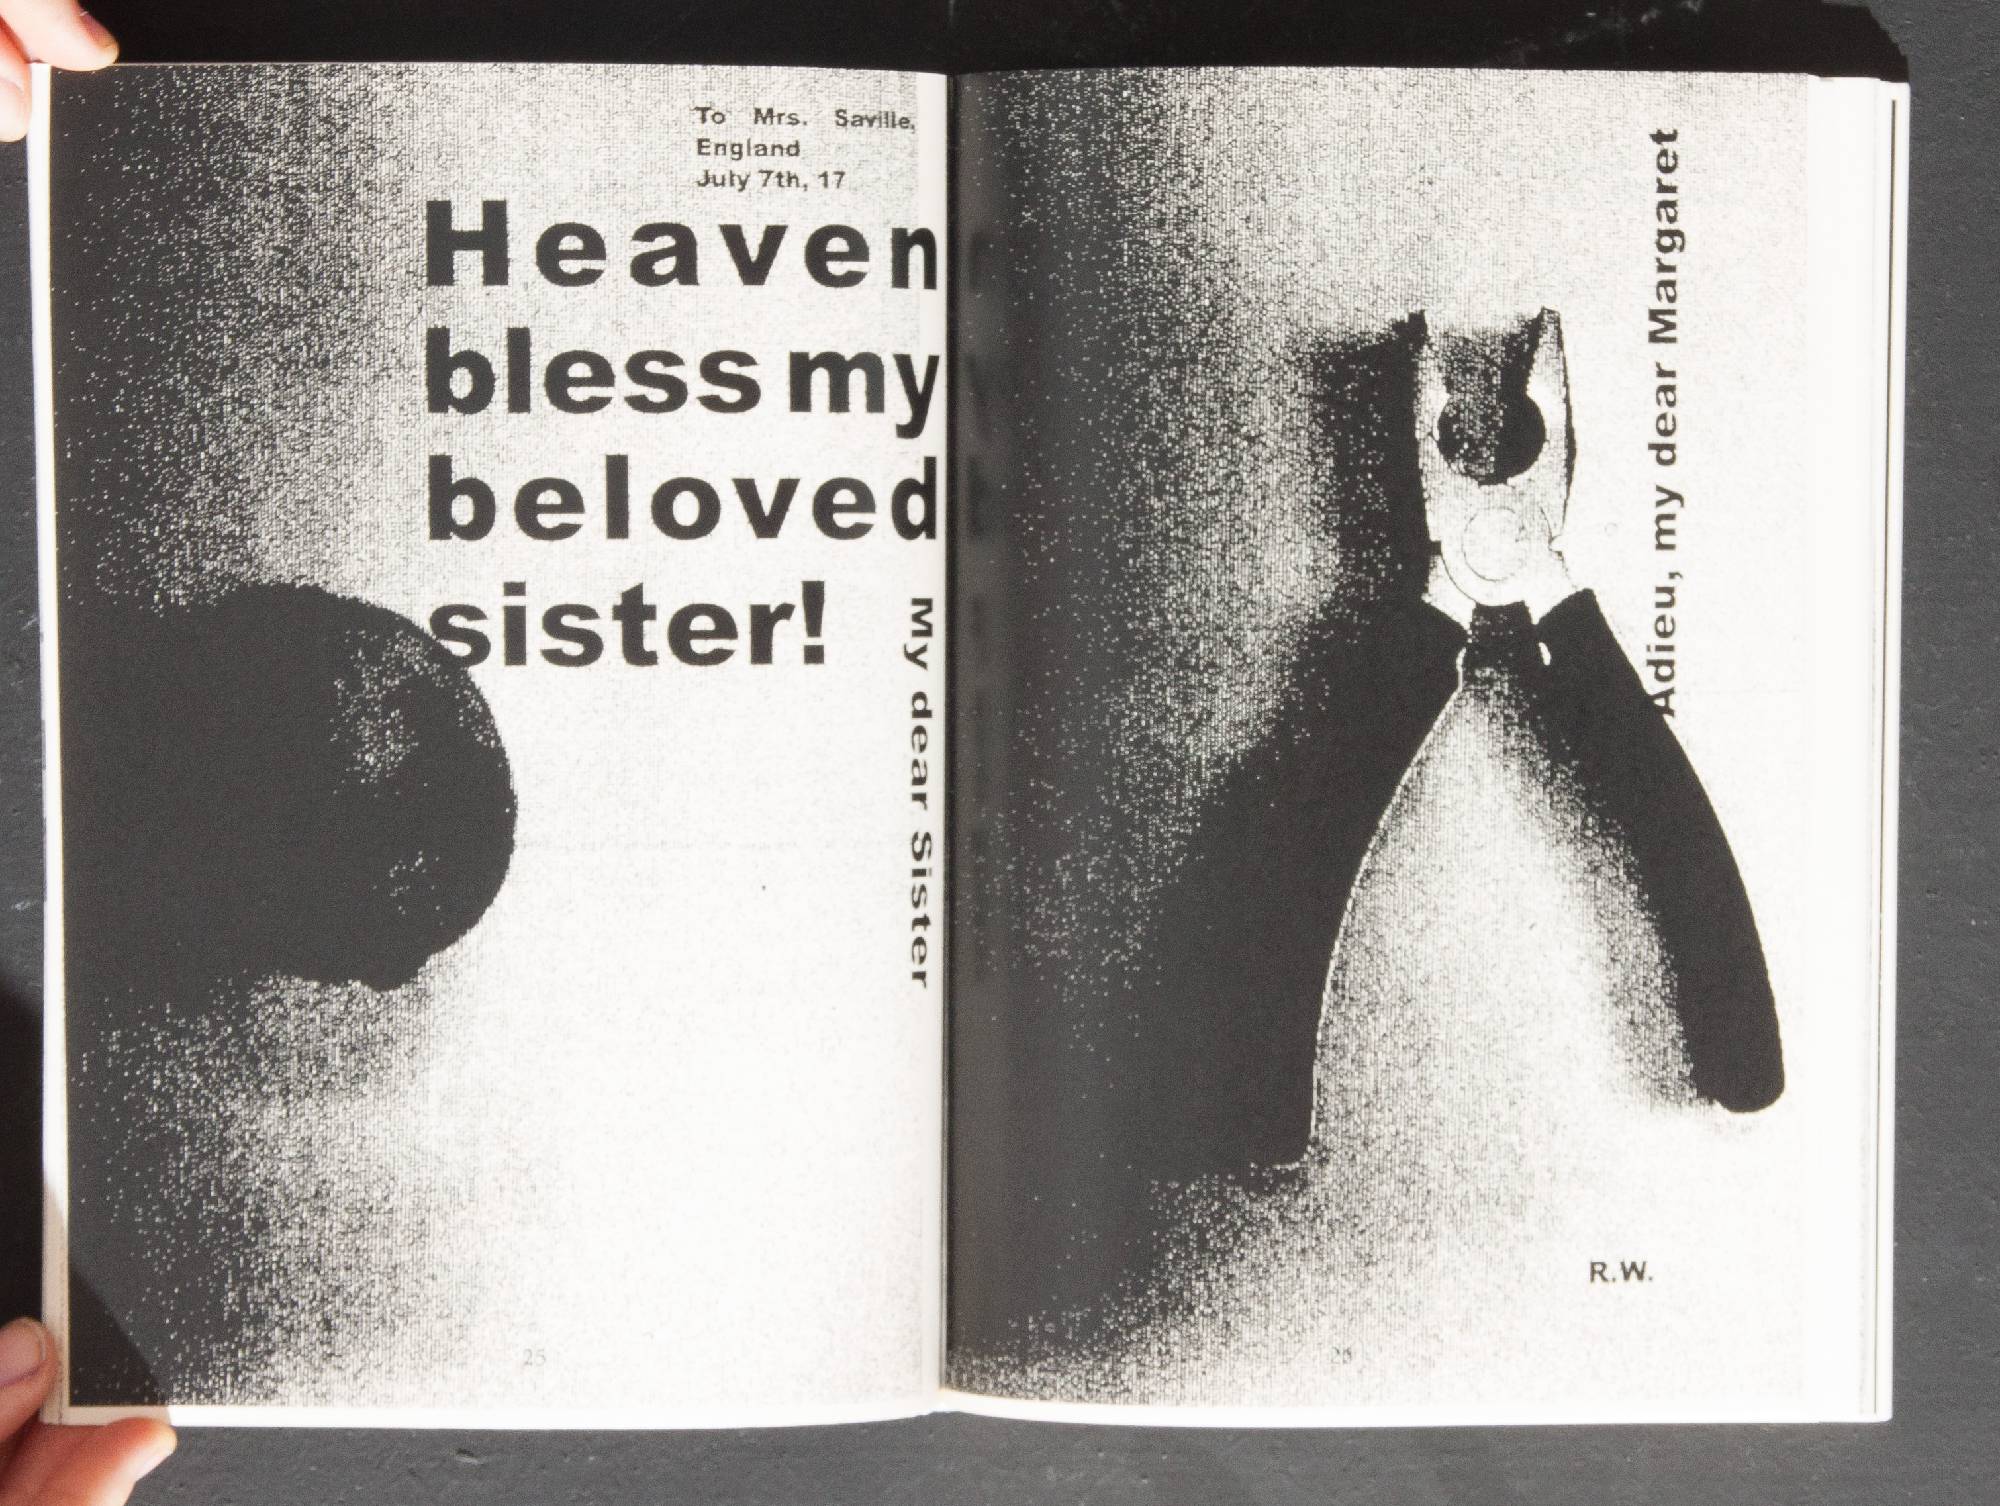 To Mrs. Saville,
England
July 7th, 17
Heaven
bless my
beloved
sister!
My dear Sister
25
Adieu, my dear Margaret
R.W.